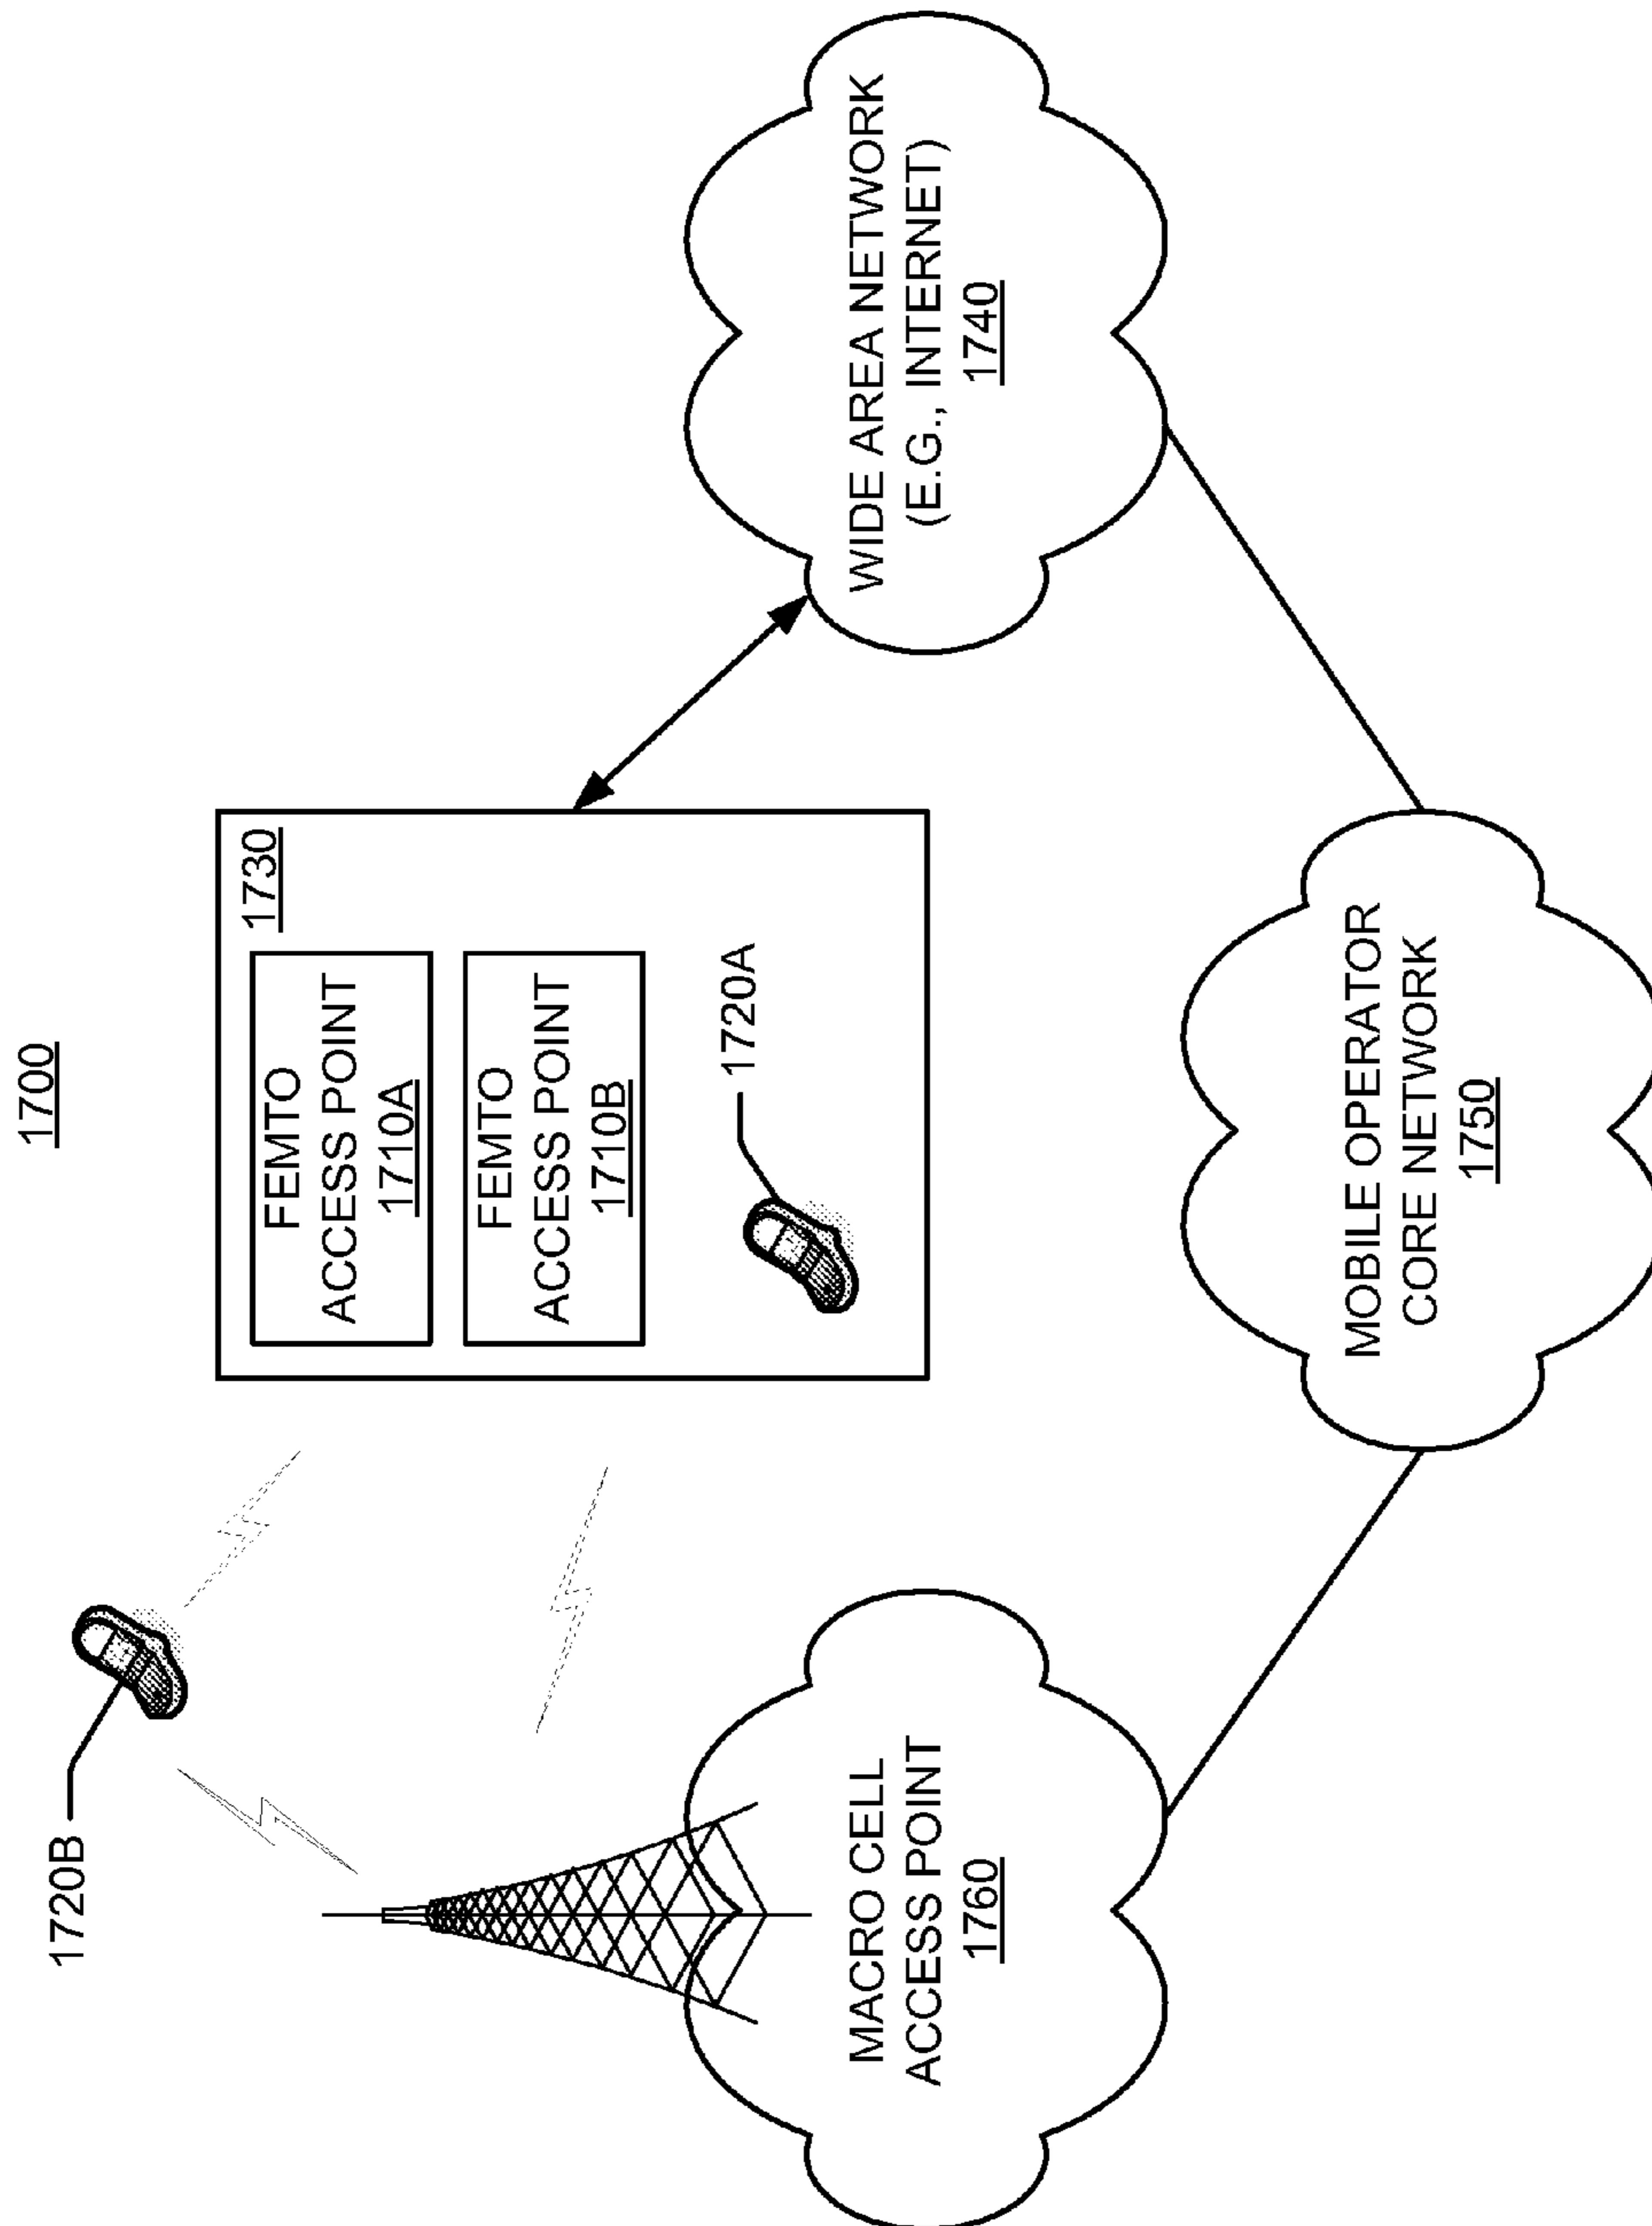 1700
1720B
FEMTO
ACCESS POINT
1710A
1730
FEMTO
ACCESS POINT
1710B
1720A
MACRO CELL
ACCESS POINT
1760
WIDE AREA NETWORK
(E.G., INTERNET)
1740
MOBILE OPERATOR
CORE NETWORK
1750